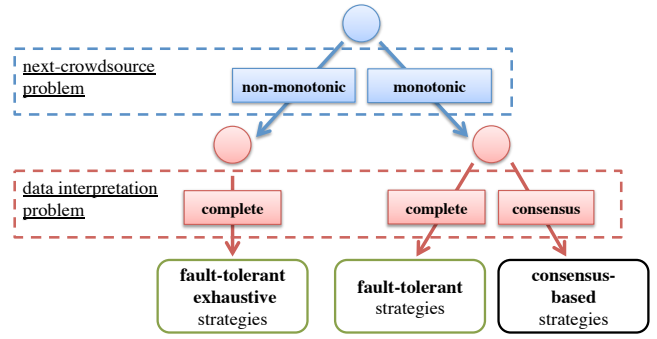 next-crowdsource
problem
non-monotonic
monotonic
data interpretation
problem
complete
complete
consensus
fault-tolerant
exhaustive
strategies
fault-tolerant
strategies
consensus-
based
strategies